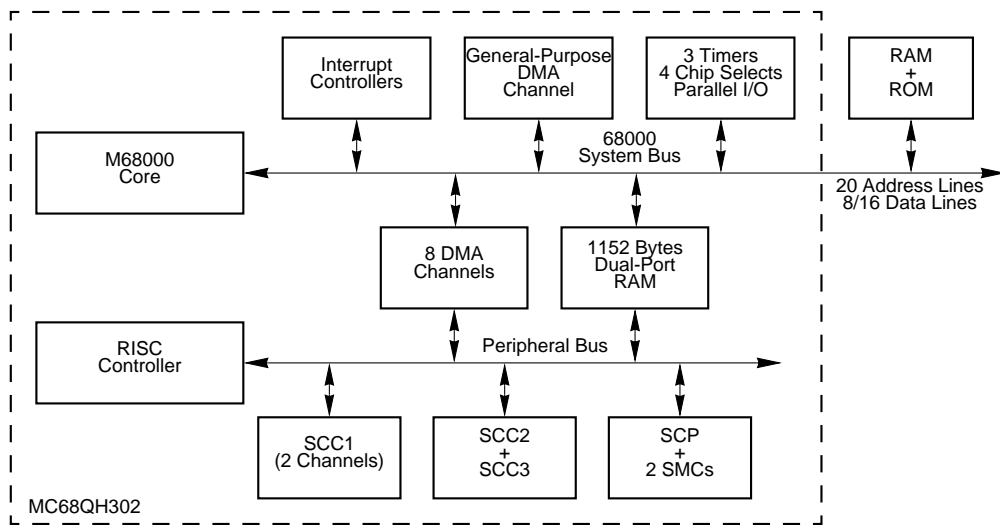 Interrupt
Controllers
General-Purpose
DMA
Channel
3 Timers
4 Chip Selects
Parallel I/O
RAM
+
ROM
68000
System Bus
M68000
Core
20 Address Lines
8/16 Data Lines
8 DMA
Channels
1152 Bytes
Dual-Port
RAM
RISC
Controller
Peripheral Bus
SCC1
(2 Channels)
SCC2
+
SCC3
SCP
+
2 SMCs
MC68QH302